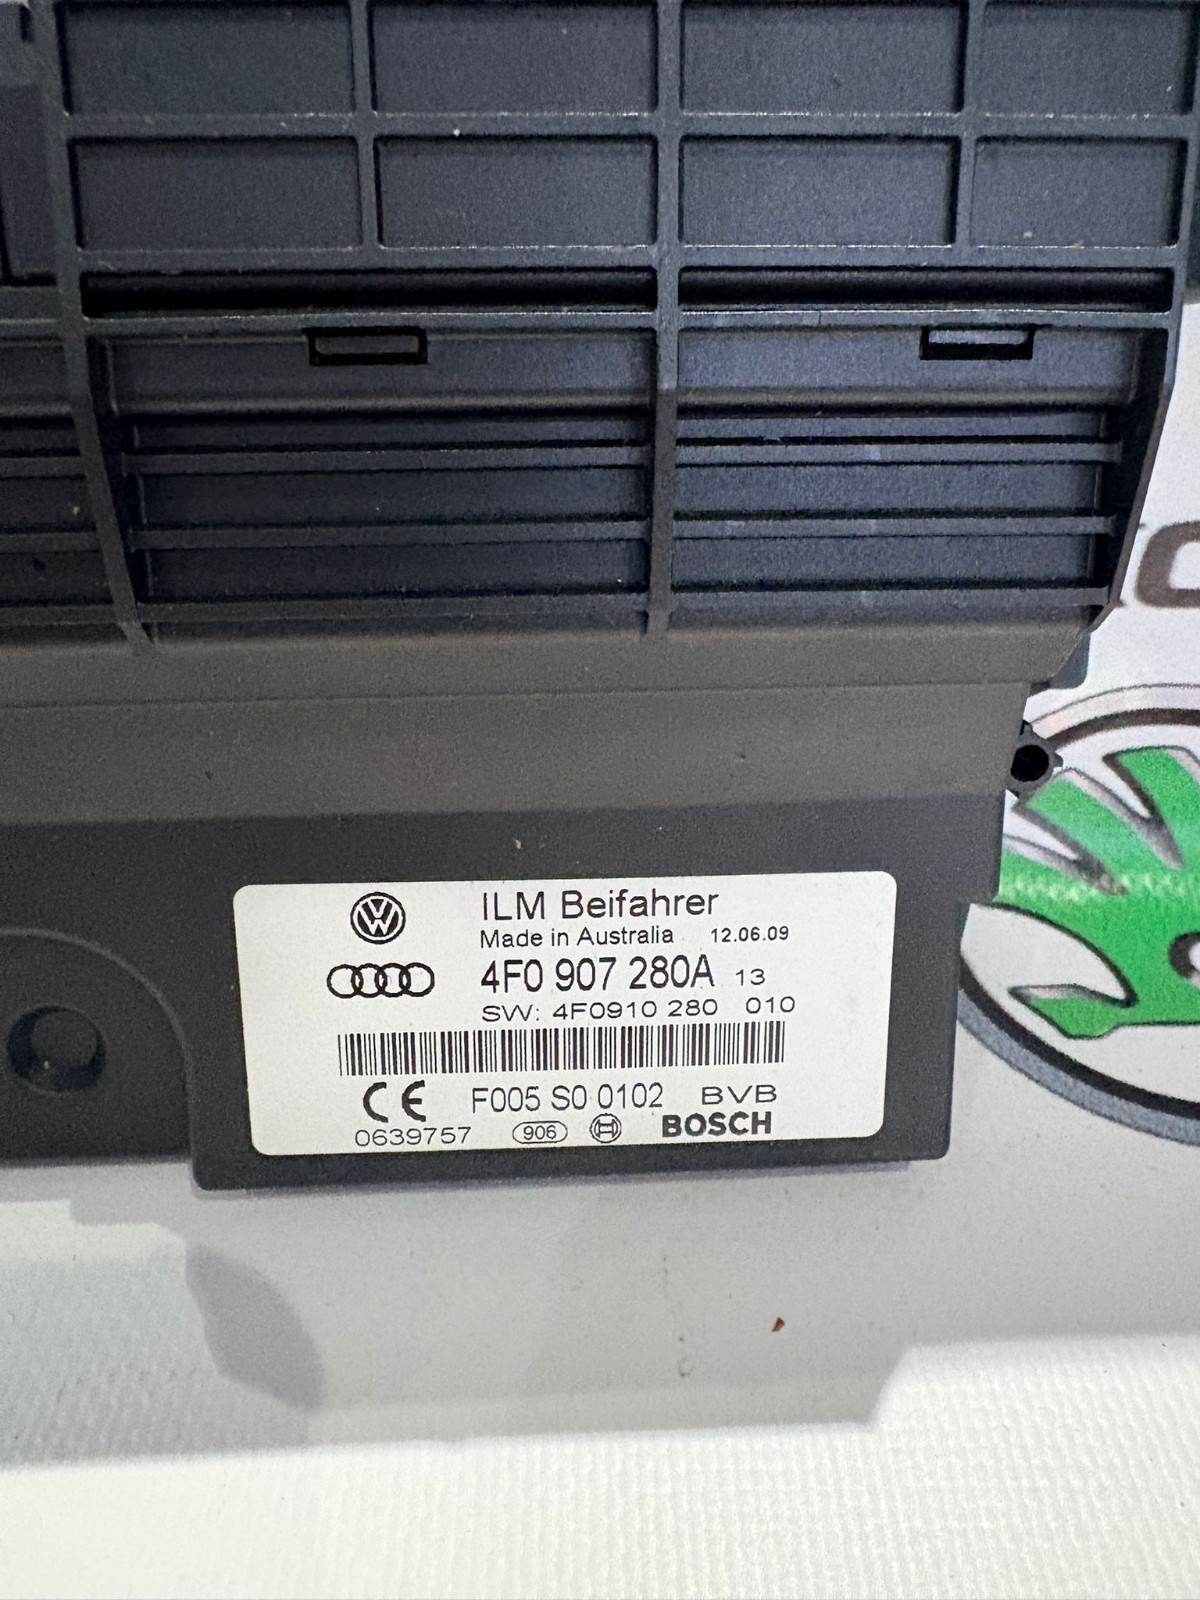 ILM Beifahrer
Made in Australia 12.06.09
4F0 907 280A 13
SW: 4F0910 280 010
CE F005 S0 0102 BVB
0639757 906 BOSCH